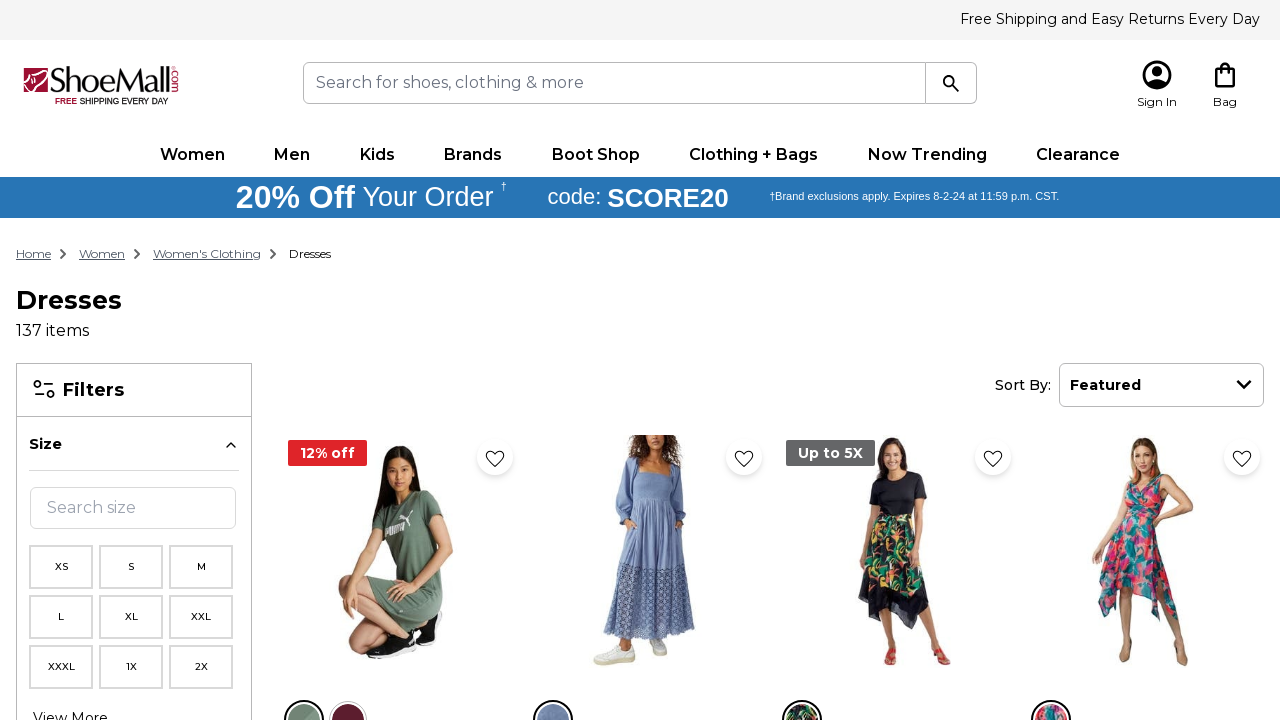 Free Shipping and Easy Returns Every Day
ShoeMall.com
FREE SHIPPING EVERY DAY
Search for shoes, clothing & more
Sign In
Bag
Women Men Kids Brands Boot Shop Clothing + Bags Now Trending Clearance
20% Off Your Order † code: SCORE20 †Brand exclusions apply. Expires 8-2-24 at 11:59 p.m. CST.
Home Women Women's Clothing Dresses
Dresses
137 items
Filters
Sort By: Featured
Size
Search size
XS S M
L XL XXL
XXXL 1X 2X
View More
12% off
PUMA
Up to 5X